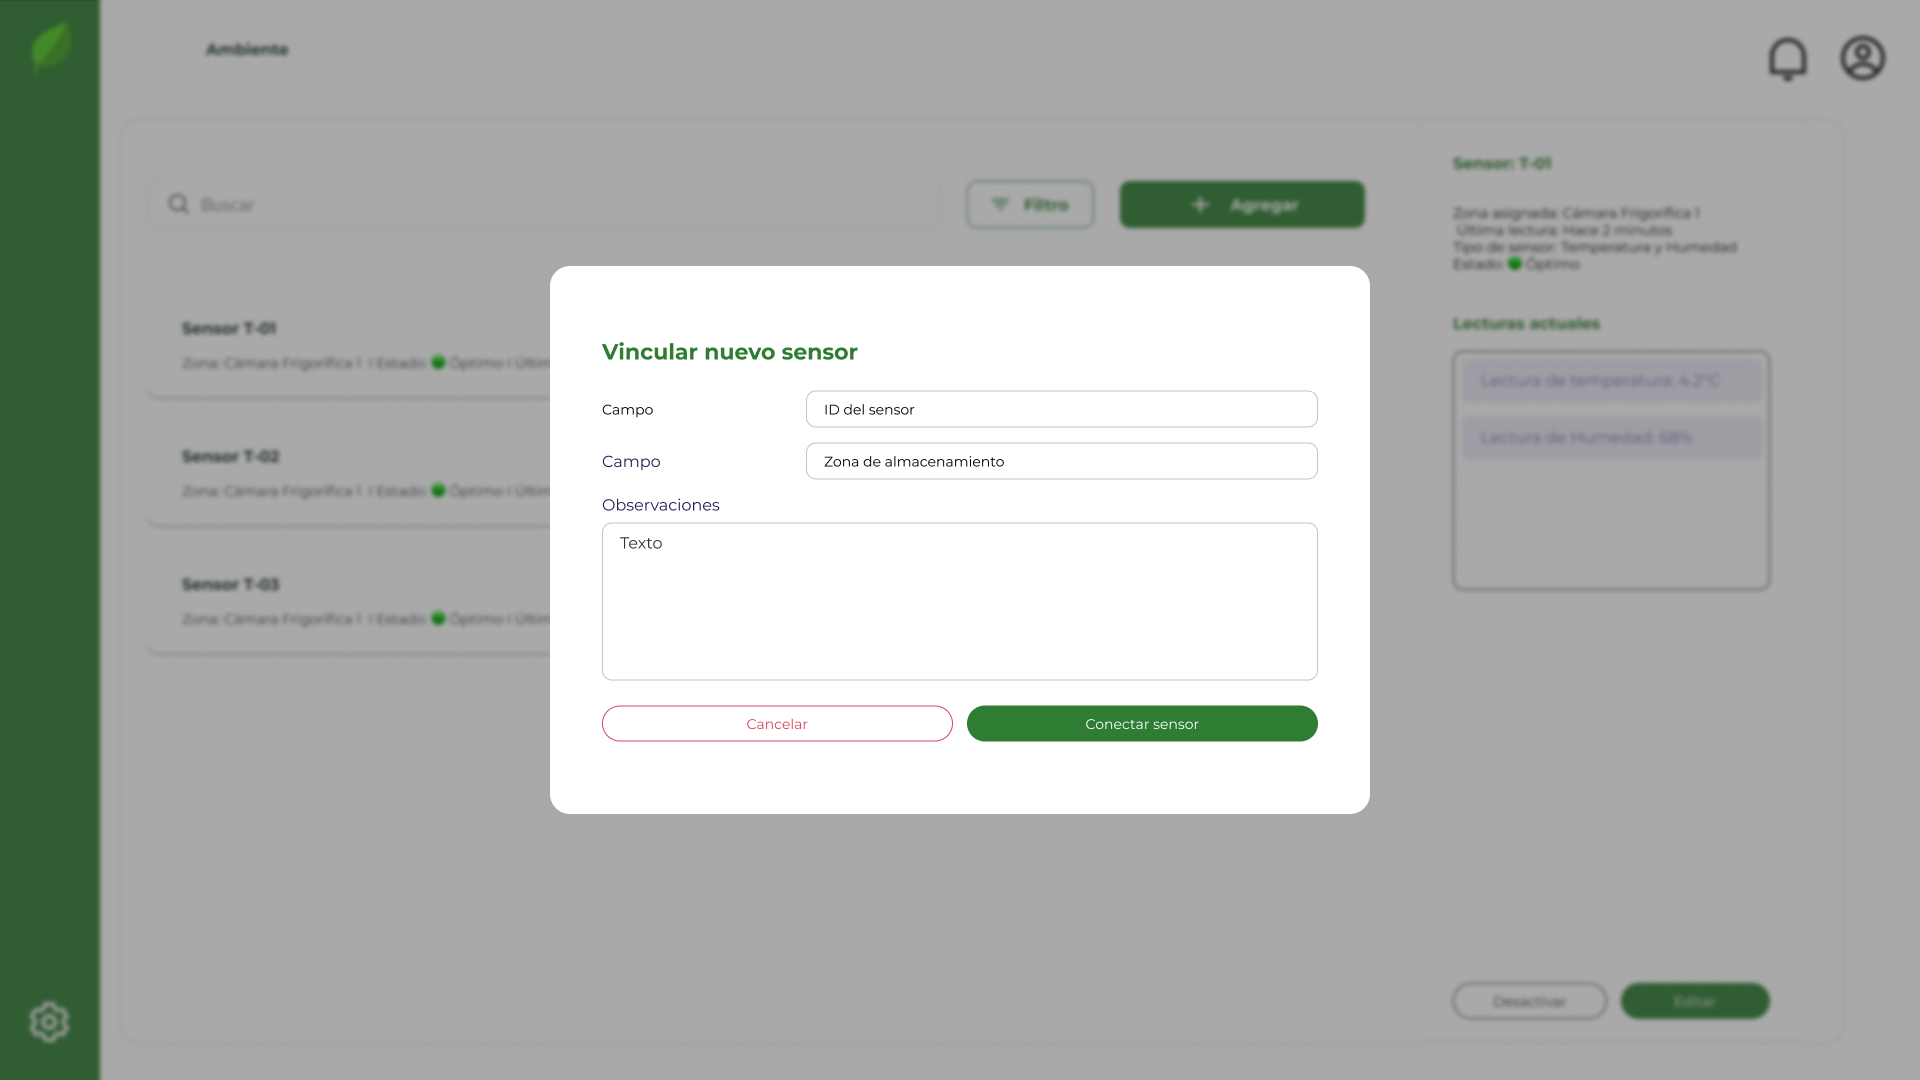 Ambiente
Buscar
Filtro
Agregar
Sensor T-01
Zona: Cámara Frigorífica 1 I Estado: Óptimo I Últim
Sensor T-02
Zona: Cámara Frigorífica 1 I Estado: Óptimo I Últim
Sensor T-03
Zona: Cámara Frigorífica 1 I Estado: Óptimo I Últim
Vincular nuevo sensor
Campo
ID del sensor
Campo
Zona de almacenamiento
Observaciones
Texto
Cancelar
Conectar sensor
Sensor: T-01
Zona asignada: Cámara Frigorífica 1
Última lectura: Hace 2 minutos
Tipo de sensor: Temperatura y Humedad
Estado: Óptimo
Lecturas actuales
Lectura de temperatura: 4.2°C
Lectura de Humedad: 68%
Desactivar
Editar